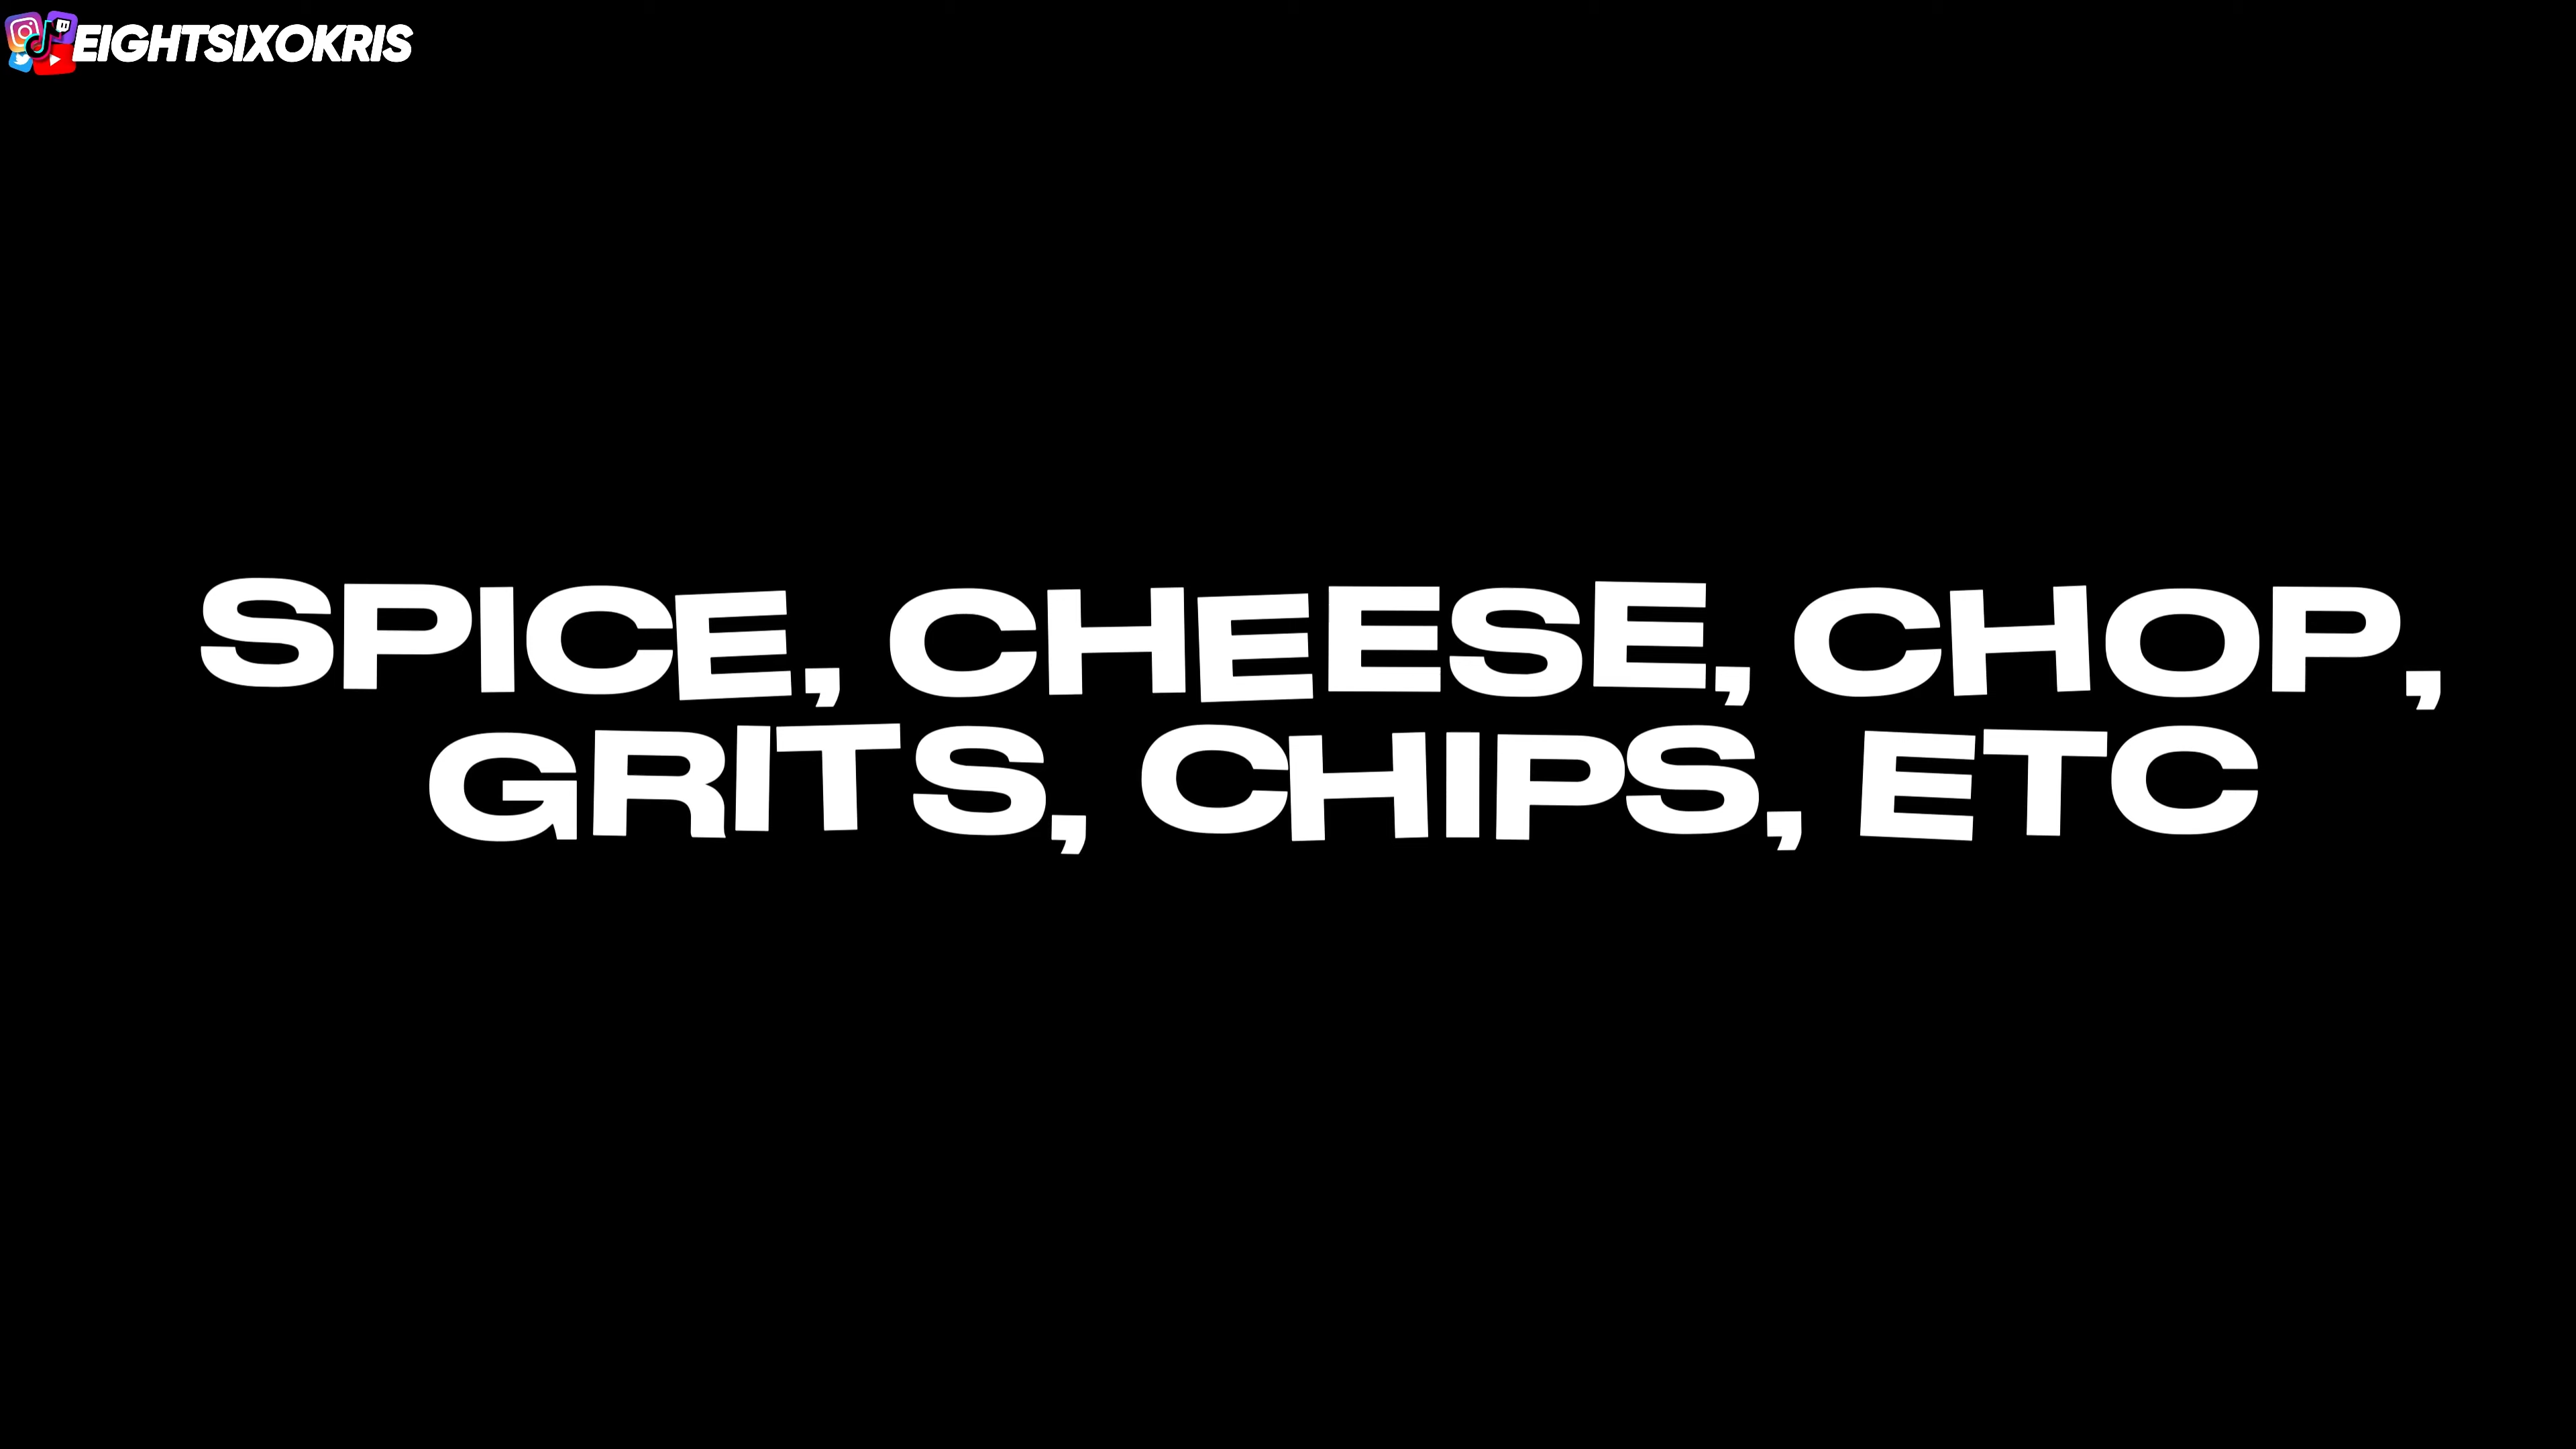 EIGHTSIXOKRIS
SPICE, CHEESE, CHOP,
GRITS, CHIPS, ETC